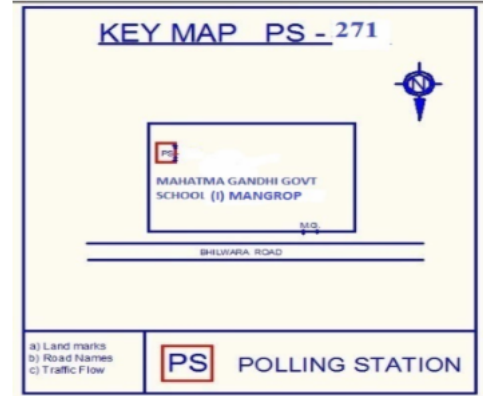 KEY MAP PS - 271
N
PS
MAHATMA GANDHI GOVT
SCHOOL (I) MANGROP
M.G.
BHILWARA ROAD
a) Land marks
b) Road Names
c) Traffic Flow
PS POLLING STATION